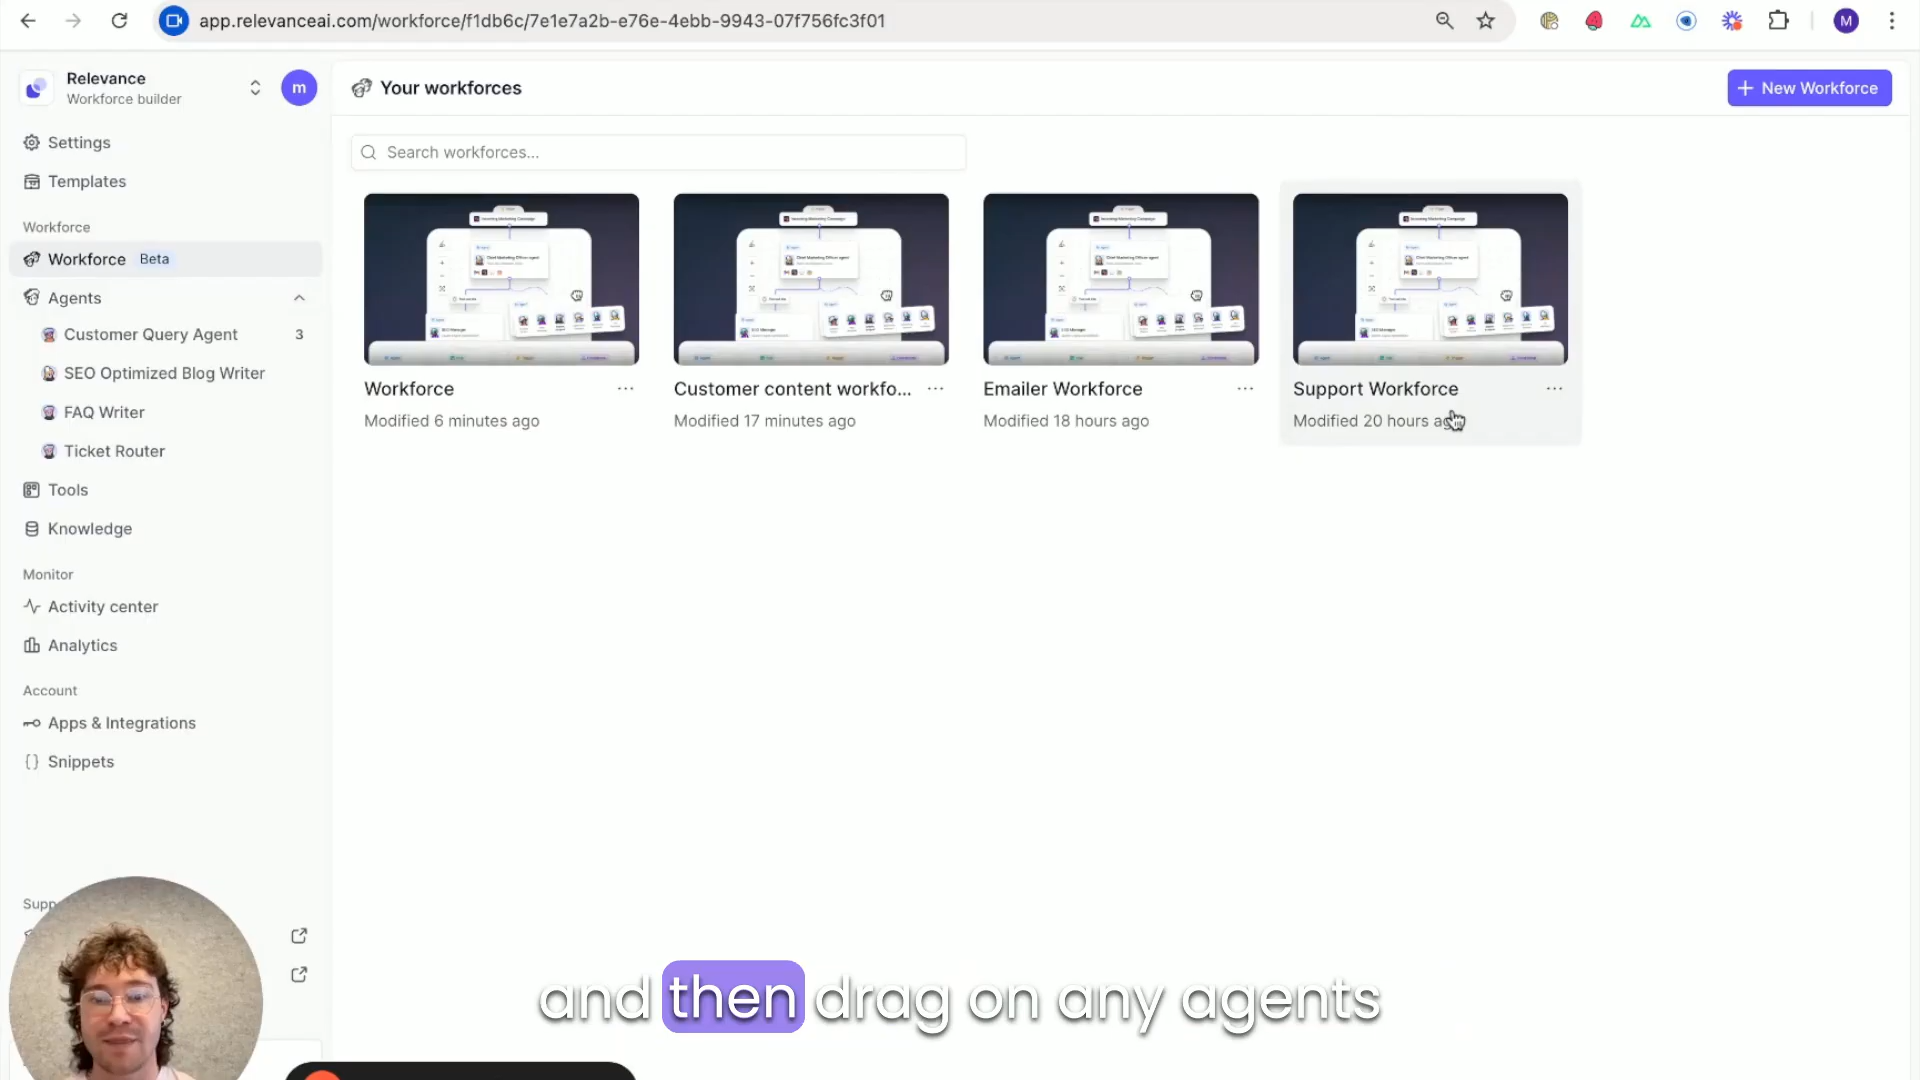 app.relevanceai.com/workforce/f1db6c/7e1e7a2b-e76e-4ebb-9943-07f756fc3f01
M
Relevance
Workforce builder
m
Settings
Templates
Workforce
Workforce Beta
Agents
Customer Query Agent 3
SEO Optimized Blog Writer
FAQ Writer
Ticket Router
Tools
Knowledge
Monitor
Activity center
Analytics
Account
Apps & Integrations
Snippets
Supp
Your workforces
New Workforce
Search workforces...
Workforce
Modified 6 minutes ago
Customer content workfo...
Modified 17 minutes ago
Emailer Workforce
Modified 18 hours ago
Support Workforce
Modified 20 hours ago
and then drag on any agents